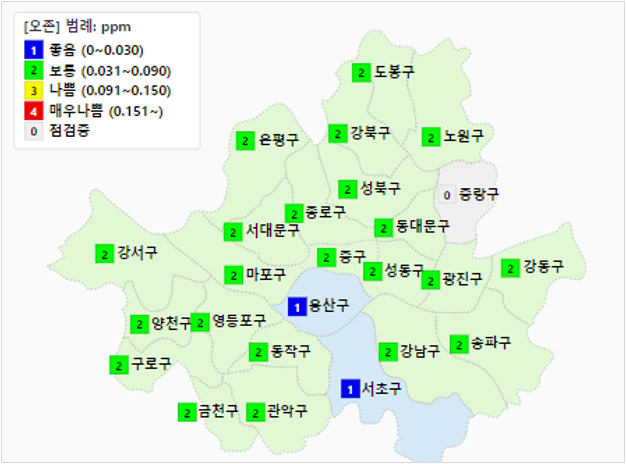 [오존] 범례: ppm
1 좋음 (0~0.030)
2 보통 (0.031~0.090)
3 나쁨 (0.091~0.150)
4 매우나쁨 (0.151~)
0 점검중
2 도봉구
2 은평구
2 강북구
2 노원구
2 성북구
0 중랑구
2 종로구
2 서대문구
2 동대문구
2 강서구
2 중구
2 마포구
2 성동구
2 광진구
2 강동구
1 용산구
2 양천구
2 영등포구
2 동작구
2 강남구
2 송파구
2 구로구
1 서초구
2 금천구
2 관악구